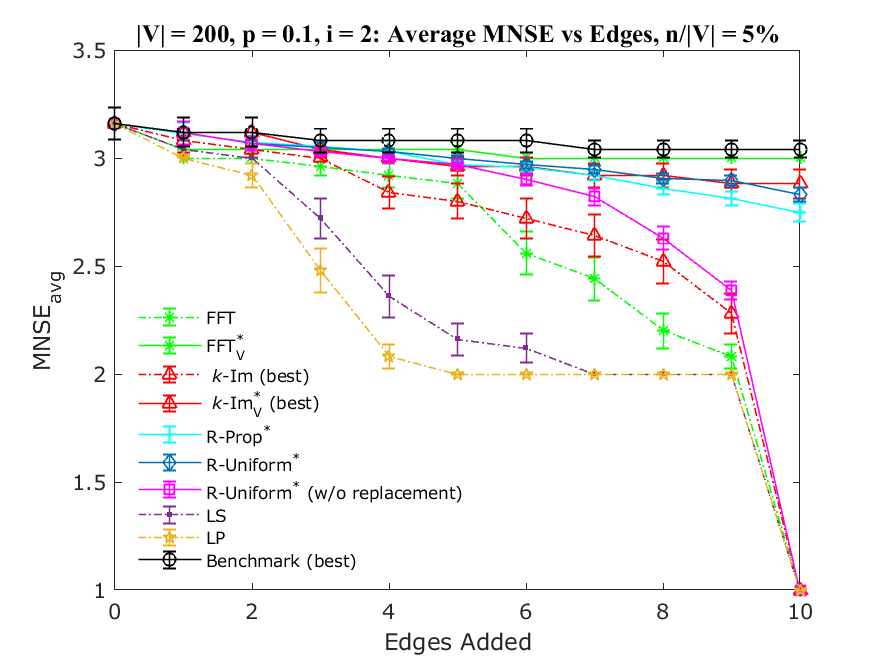 |V| = 200, p = 0.1, i = 2: Average MNSE vs Edges, n/|V| = 5%
3.5
3
2.5
2
1.5
1
MNSE_avg
FFT
FFT*_V
k-Im (best)
k-Im*_V (best)
R-Prop*
R-Uniform*
R-Uniform* (w/o replacement)
LS
LP
Benchmark (best)
0 2 4 6 8 10
Edges Added